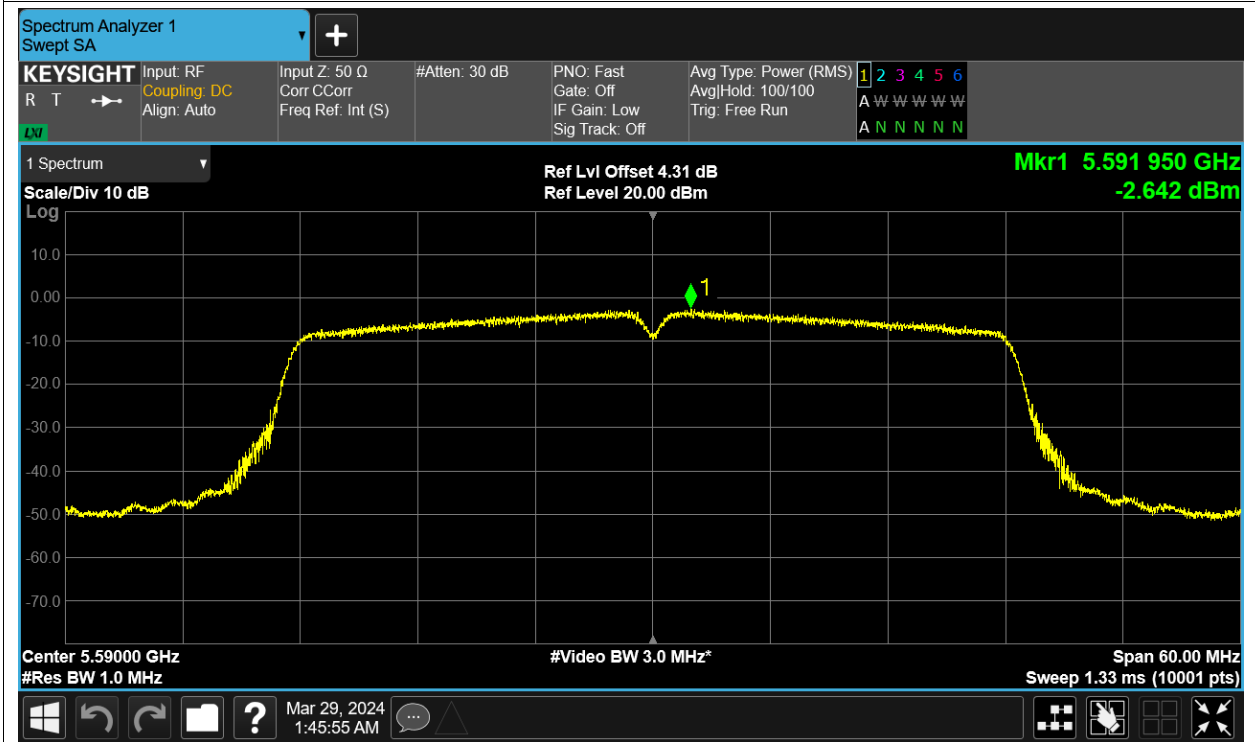 Spectrum Analyzer 1
Swept SA
+
KEYSIGHT
R T
LXI
Input: RF
Coupling: DC
Align: Auto
Input Z: 50 Ω
Corr CCorr
Freq Ref: Int (S)
#Atten: 30 dB
PNO: Fast
Gate: Off
IF Gain: Low
Sig Track: Off
Avg Type: Power (RMS)
Avg|Hold: 100/100
Trig: Free Run
1 2 3 4 5 6
A W W W W W
A N N N N N
1 Spectrum
Scale/Div 10 dB
Log
Ref Lvl Offset 4.31 dB
Ref Level 20.00 dBm
Mkr1 5.591 950 GHz
-2.642 dBm
10.0
0.00
-10.0
-20.0
-30.0
-40.0
-50.0
-60.0
-70.0
1
Center 5.59000 GHz
#Res BW 1.0 MHz
#Video BW 3.0 MHz*
Span 60.00 MHz
Sweep 1.33 ms (10001 pts)
?
Mar 29, 2024
1:45:55 AM